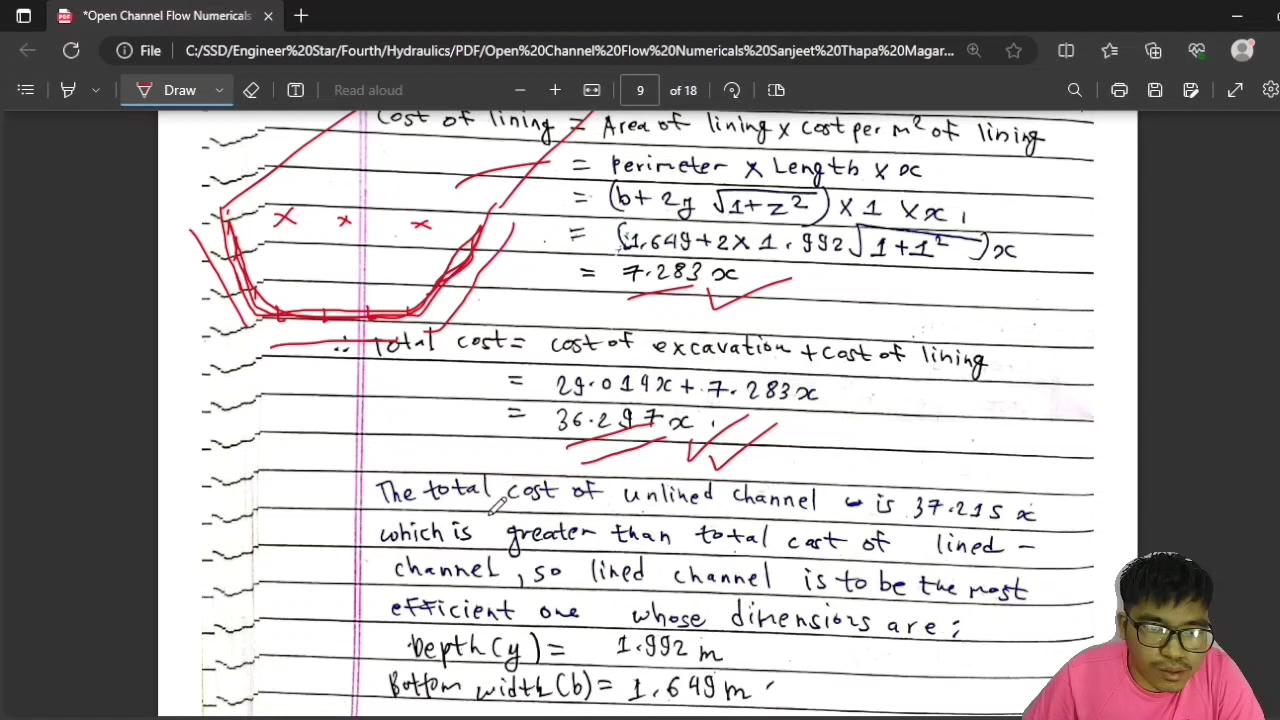 *Open Channel Flow Numericals
File C:/SSD/Engineer%20Star/Fourth/Hydraulics/PDF/Open%20Channel%20Flow%20Numericals%20Sanjeet%20Thapa%20Magar...
Draw Read aloud 9 of 18
Cost of lining = Area of lining x cost per m² of lining
= perimeter x Length x x
= (b+2y √1+z²) x 1 x x,
= (1.649+2x1.992√1+1²)x
= 7.283 x
∴ Total cost = cost of excavation + cost of lining
= 29.014x + 7.283x
= 36.297x.
The total cost of unlined channel is 37.215 x
which is greater than total cost of lined -
channel, so lined channel is to be the most
efficient one whose dimensions are:
Depth(y) = 1.992 m
Bottom width(b) = 1.649 m